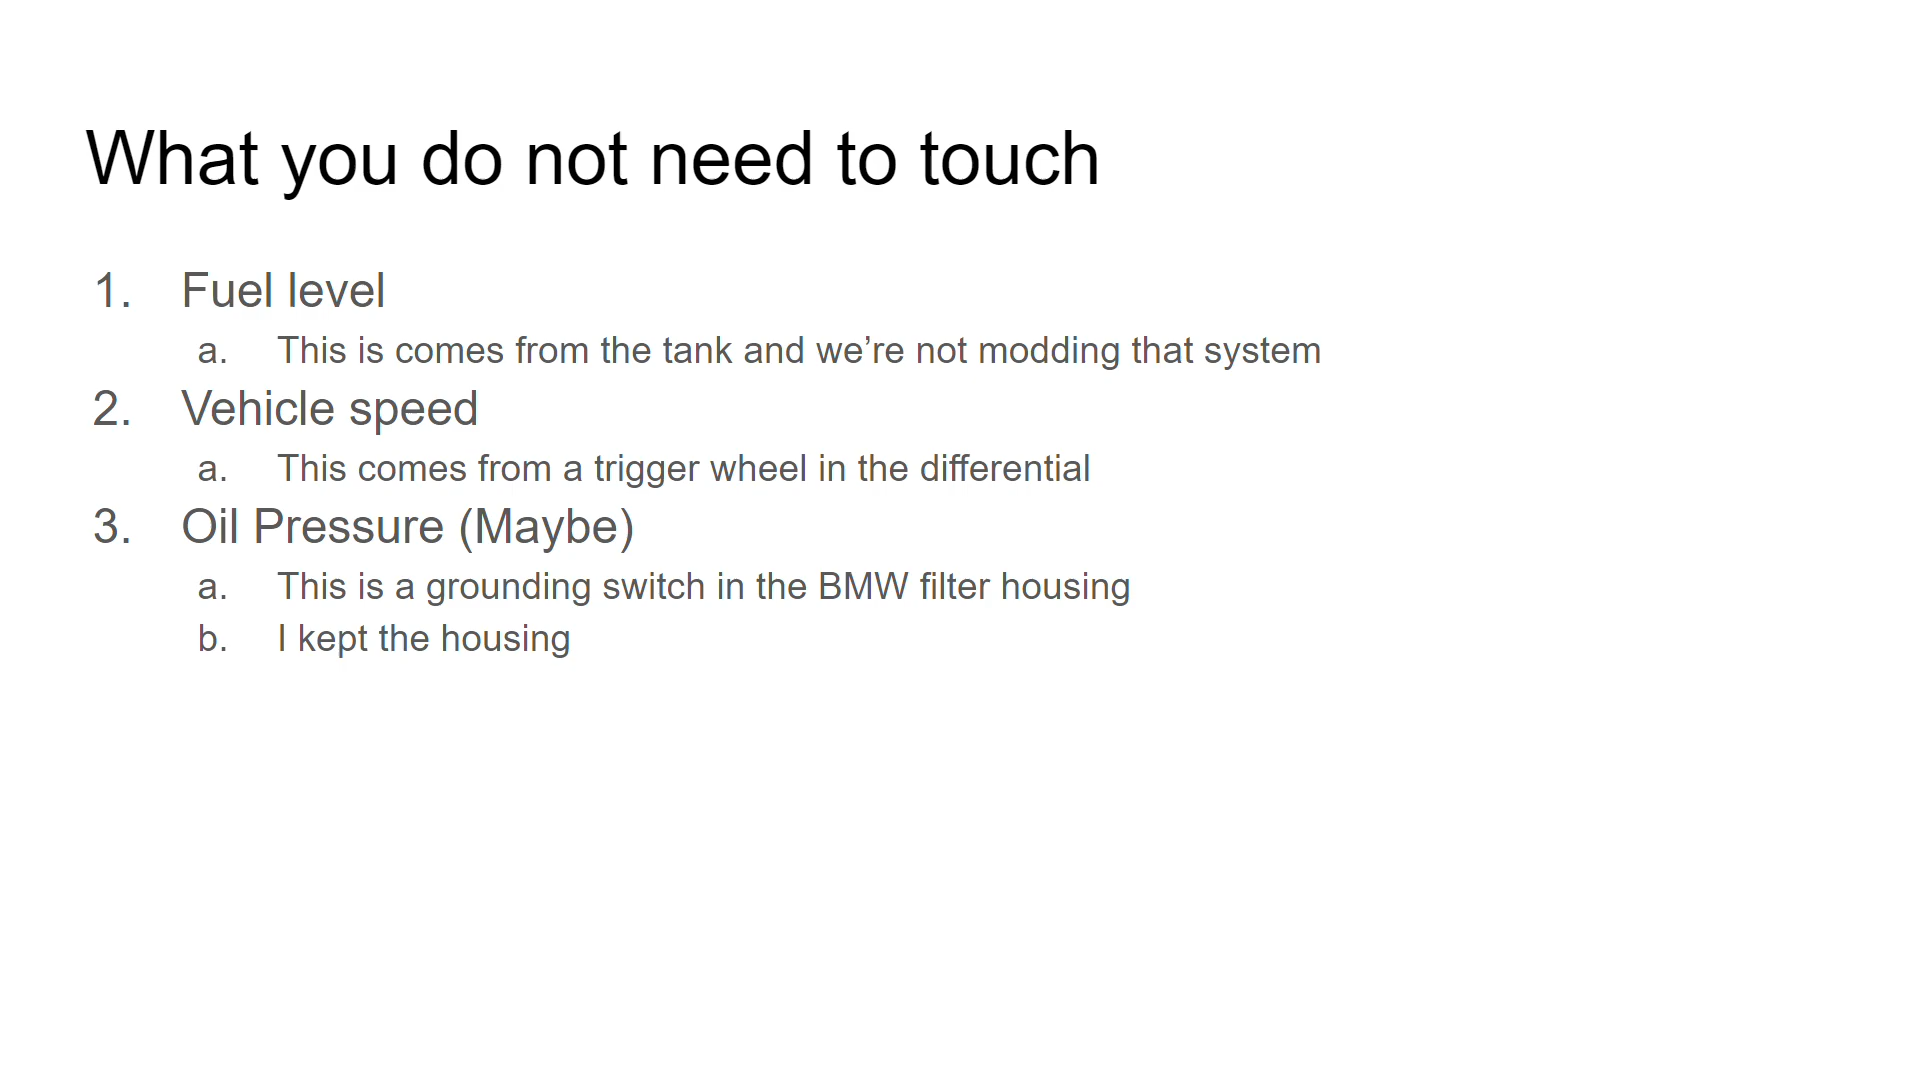 What you do not need to touch
1. Fuel level
a. This is comes from the tank and we’re not modding that system
2. Vehicle speed
a. This comes from a trigger wheel in the differential
3. Oil Pressure (Maybe)
a. This is a grounding switch in the BMW filter housing
b. I kept the housing